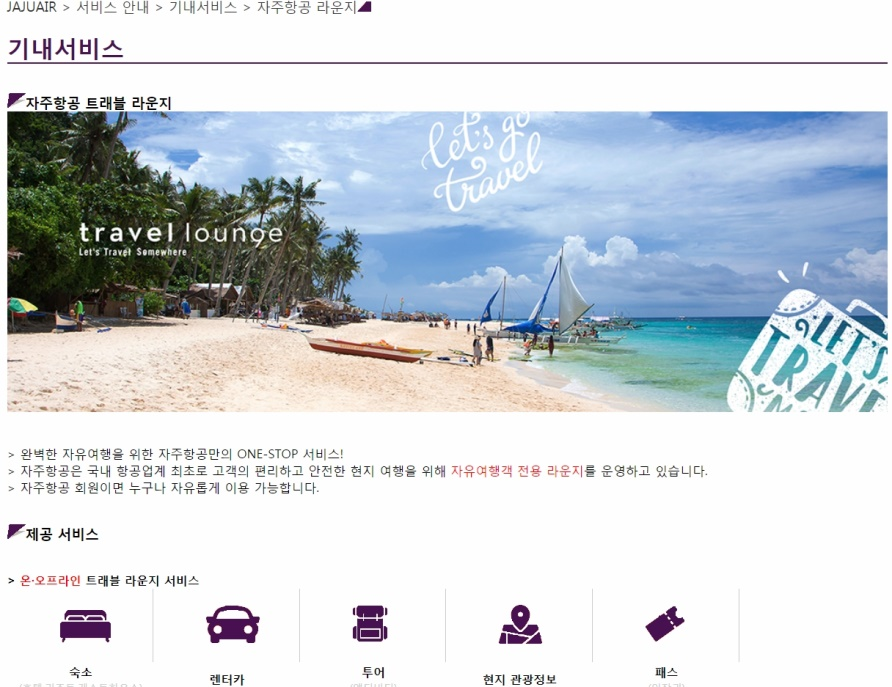 JAJUAIR > 서비스 안내 > 기내서비스 > 자주항공 라운지
기내서비스
자주항공 트래블 라운지
let's go
travel
travel lounge
Let's Travel Somewhere
LET'S
TRAVE
> 완벽한 자유여행을 위한 자주항공만의 ONE-STOP 서비스!
> 자주항공은 국내 항공업계 최초로 고객의 편리하고 안전한 현지 여행을 위해 자유여행객 전용 라운지를 운영하고 있습니다.
> 자주항공 회원이면 누구나 자유롭게 이용 가능합니다.
제공 서비스
> 온·오프라인 트래블 라운지 서비스
숙소
렌터카
투어
현지 관광정보
패스